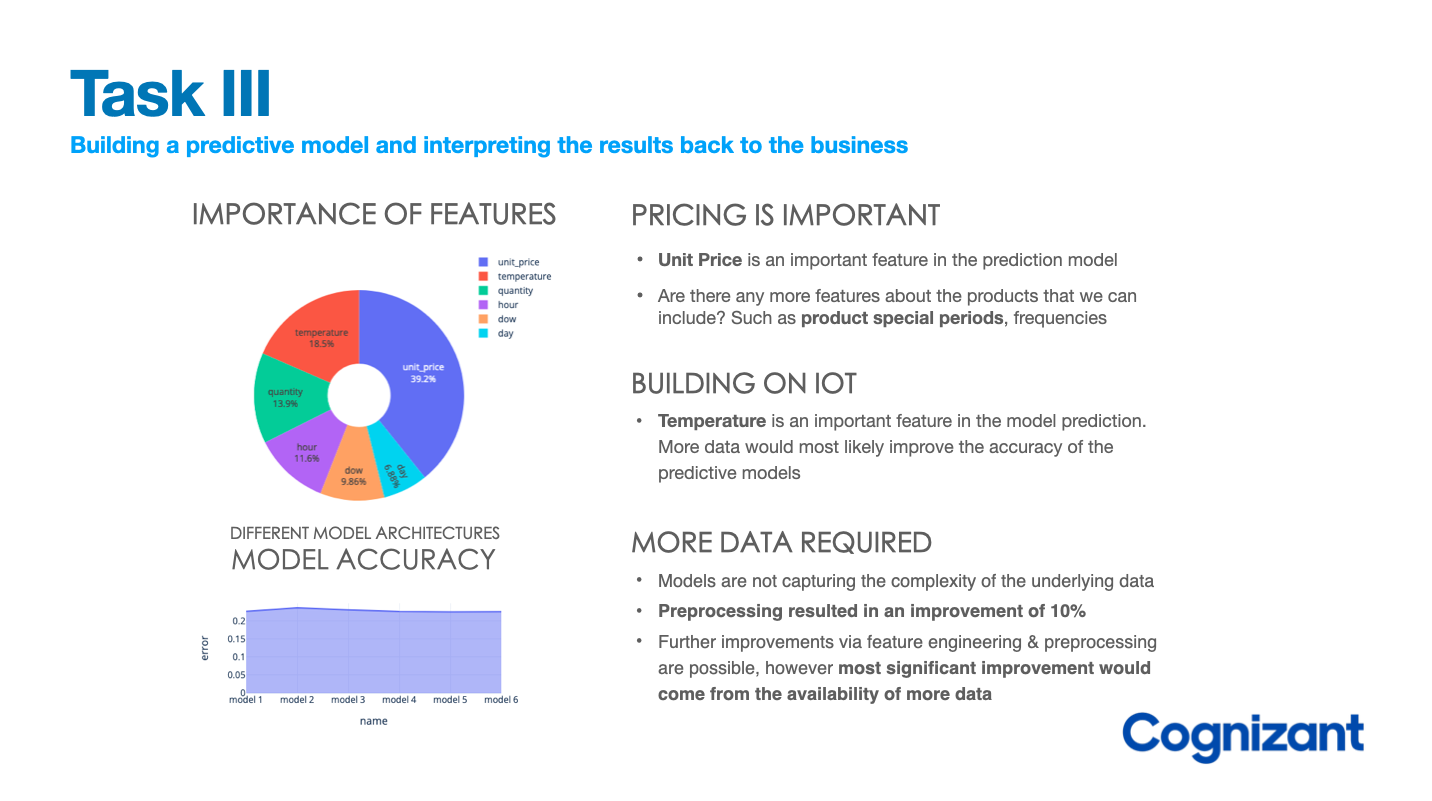 Task III
Building a predictive model and interpreting the results back to the business
IMPORTANCE OF FEATURES
unit_price
temperature
quantity
hour
dow
day
temperature
18.5%
unit_price
39.2%
quantity
13.9%
hour
11.6%
dow
9.86%
day
6.88%
DIFFERENT MODEL ARCHITECTURES
MODEL ACCURACY
error
0.2
0.15
0.1
0.05
0
model 1 model 2 model 3 model 4 model 5 model 6
name
PRICING IS IMPORTANT
• Unit Price is an important feature in the prediction model
• Are there any more features about the products that we can
include? Such as product special periods, frequencies
BUILDING ON IOT
• Temperature is an important feature in the model prediction.
More data would most likely improve the accuracy of the
predictive models
MORE DATA REQUIRED
• Models are not capturing the complexity of the underlying data
• Preprocessing resulted in an improvement of 10%
• Further improvements via feature engineering & preprocessing
are possible, however most significant improvement would
come from the availability of more data
Cognizant